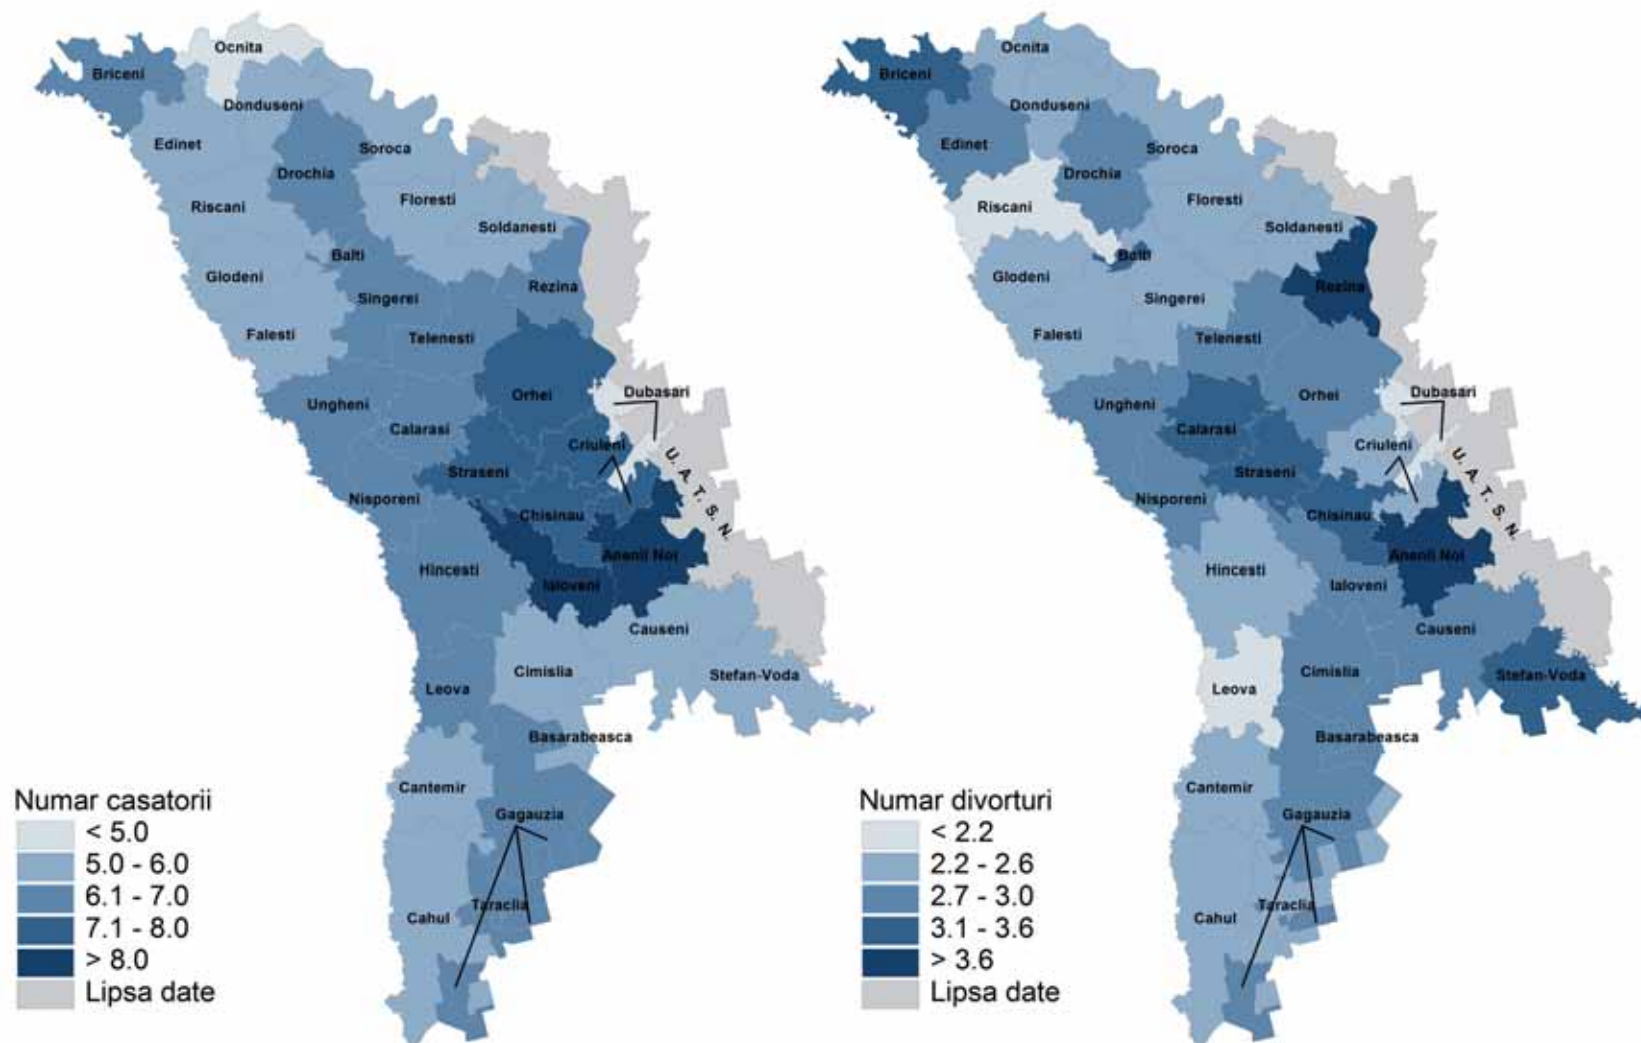 Ocnita
Briceni
Donduseni
Edinet
Soroca
Drochia
Floresti
Riscani
Soldanesti
Balti
Glodeni
Rezina
Singerei
Falesti
Telenesti
Dubasari
Orhei
Ungheni
Calarasi
Criuleni
U. A. T. S. N.
Straseni
Nisporeni
Chisinau
Anenii Noi
Hincesti
Ialoveni
Causeni
Cimislia
Stefan-Voda
Leova
Basarabeasca
Cantemir
Gagauzia
Taraclia
Cahul
Numar casatorii
< 5.0
5.0 - 6.0
6.1 - 7.0
7.1 - 8.0
> 8.0
Lipsa date
Ocnita
Briceni
Donduseni
Edinet
Soroca
Drochia
Floresti
Riscani
Soldanesti
Balti
Glodeni
Rezina
Singerei
Falesti
Telenesti
Dubasari
Orhei
Ungheni
Calarasi
Criuleni
U. A. T. S. N.
Straseni
Nisporeni
Chisinau
Anenii Noi
Hincesti
Ialoveni
Causeni
Cimislia
Stefan-Voda
Leova
Basarabeasca
Cantemir
Gagauzia
Taraclia
Cahul
Numar divorturi
< 2.2
2.2 - 2.6
2.7 - 3.0
3.1 - 3.6
> 3.6
Lipsa date